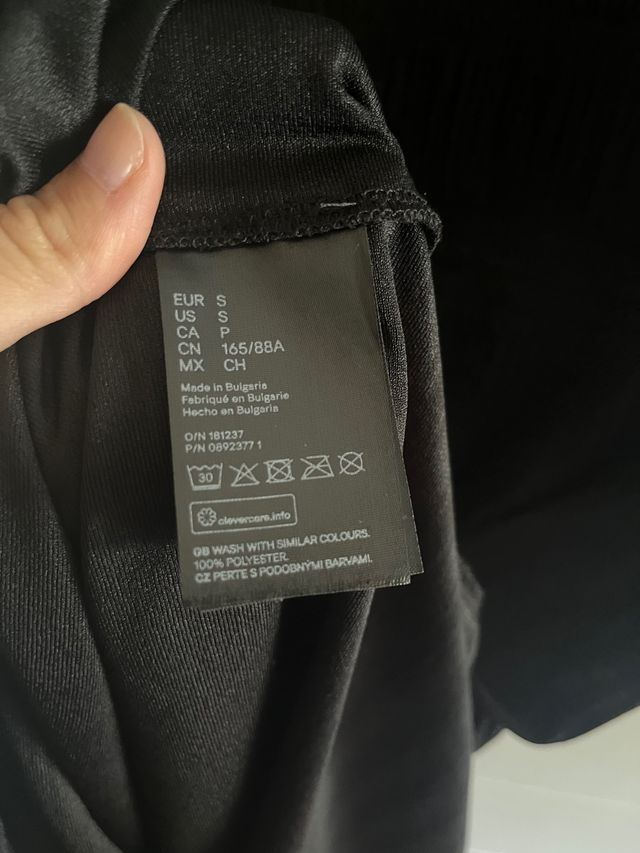 EUR S
US S
CA P
CN 165/88A
MX CH
Made in Bulgaria
Fabriqué en Bulgarie
Hecho en Bulgaria
O/N 181237
P/N 0892377 1
30
clevercare.info
GB WASH WITH SIMILAR COLOURS.
100% POLYESTER.
CZ PERTE S PODOBNÝMI BARVAMI.